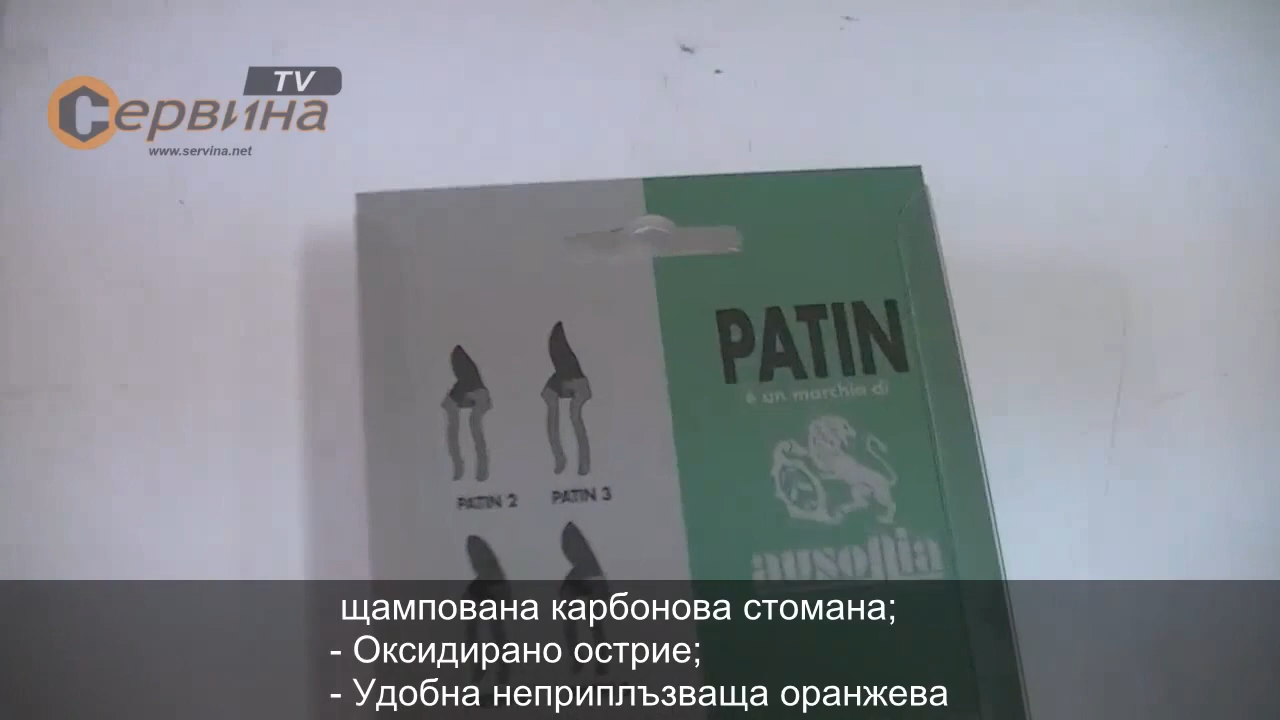 TV
Сервина
www.servina.net
PATIN
è un marchio di
ausonia
PATIN 2
PATIN 3
щампована карбонова стомана;
- Оксидирано острие;
- Удобна неприплъзваща оранжева